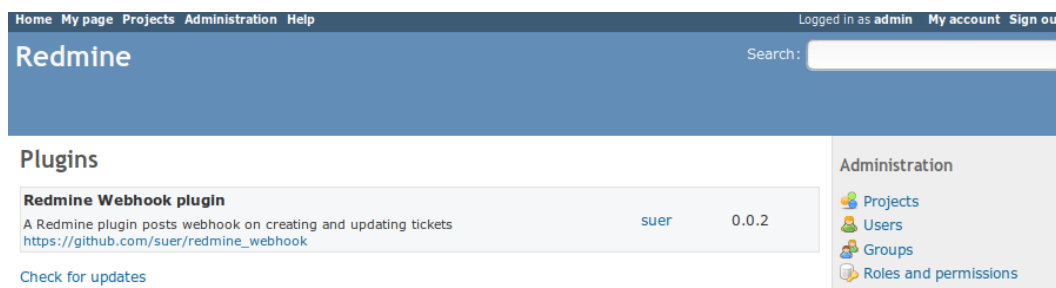 Home My page Projects Administration Help Logged in as admin My account Sign ou
Redmine Search:
Plugins
Administration
Redmine Webhook plugin
A Redmine plugin posts webhook on creating and updating tickets suer 0.0.2
https://github.com/suer/redmine_webhook
Projects
Users
Groups
Roles and permissions
Check for updates